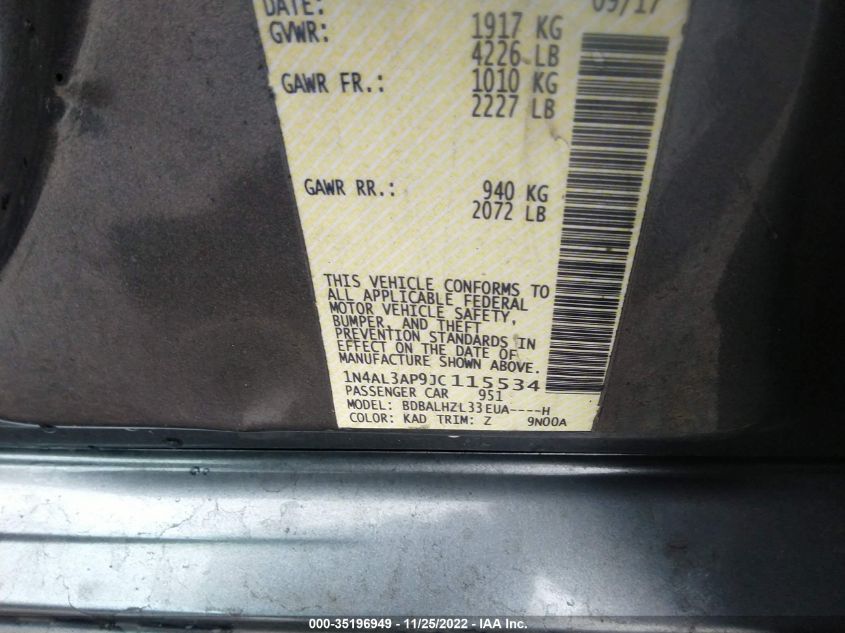 DATE: 09/17
GVWR: 1917 KG
4226 LB
GAWR FR.: 1010 KG
2227 LB
GAWR RR.: 940 KG
2072 LB
THIS VEHICLE CONFORMS TO
ALL APPLICABLE FEDERAL
MOTOR VEHICLE SAFETY,
BUMPER, AND THEFT
PREVENTION STANDARDS IN
EFFECT ON THE DATE OF
MANUFACTURE SHOWN ABOVE.
1N4AL3AP9JC115534
PASSENGER CAR 951
MODEL: BDBALHZL33EUA----H
COLOR: KAD TRIM: Z 9N00A
000-35196949 - 11/25/2022 - IAA Inc.